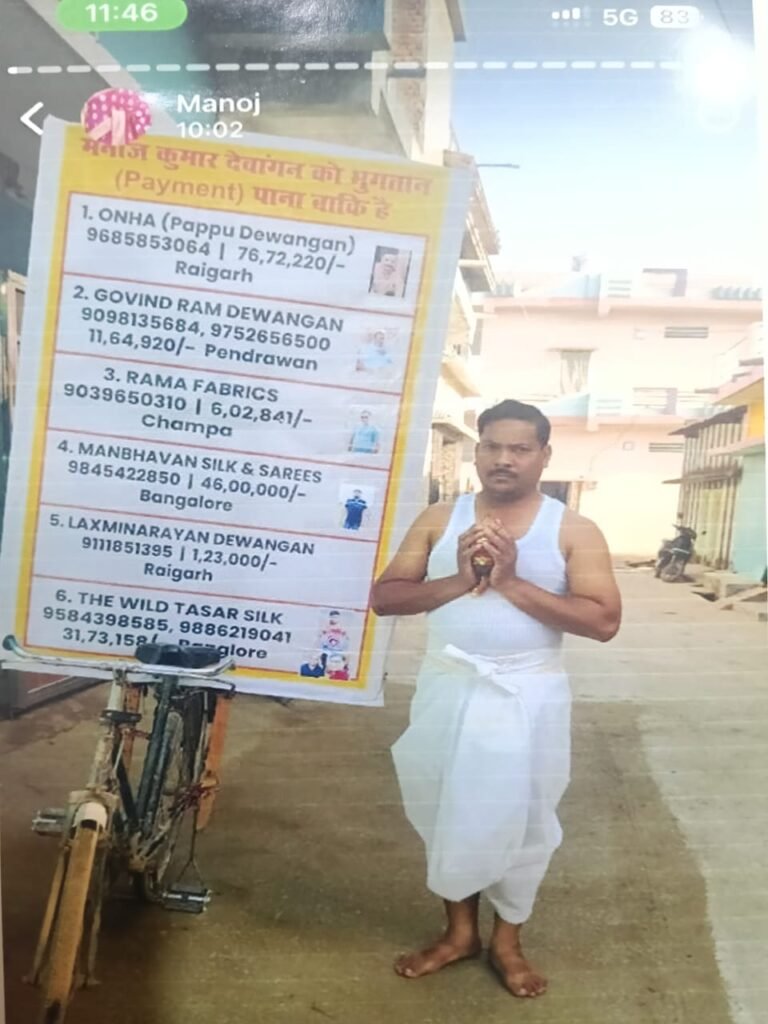 11:46
5G 83
Manoj
10:02
मनोज कुमार देवांगन को भुगतान
(Payment) पाना बाकि है
1. ONHA (Pappu Dewangan)
9685853064 | 76,72,220/-
Raigarh
2. GOVIND RAM DEWANGAN
9098135684, 9752656500
11,64,920/- Pendrawan
3. RAMA FABRICS
9039650310 | 6,02,841/-
Champa
4. MANBHAVAN SILK & SAREES
9845422850 | 46,00,000/-
Bangalore
5. LAXMINARAYAN DEWANGAN
9111851395 | 1,23,000/-
Raigarh
6. THE WILD TASAR SILK
9584398585, 9886219041
31,73,158/- Banglore